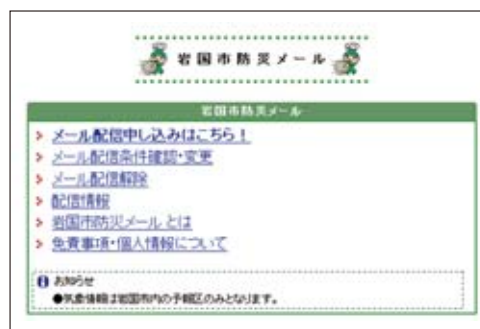 岩国市防災メール
岩国市防災メール
メール配信申し込みはこちら！
メール配信条件確認・変更
メール配信解除
配信情報
岩国市防災メール とは
免責事項・個人情報について
お知らせ
●気象情報は岩国市内の予報区のみとなります。